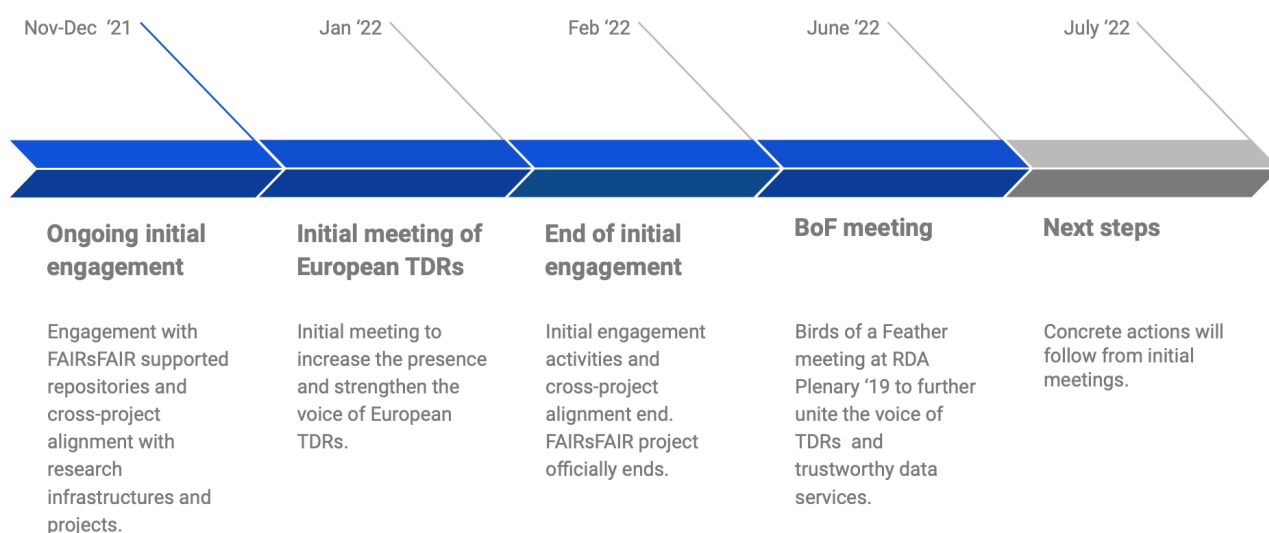 Nov-Dec ‘21
Jan ‘22
Feb ‘22
June ‘22
July ‘22
Ongoing initial
engagement
Engagement with
FAIRsFAIR supported
repositories and
cross-project
alignment with
research
infrastructures and
projects.
Initial meeting of
European TDRs
Initial meeting to
increase the presence
and strengthen the
voice of European
TDRs.
End of initial
engagement
Initial engagement
activities and
cross-project
alignment end.
FAIRsFAIR project
officially ends.
BoF meeting
Birds of a Feather
meeting at RDA
Plenary ‘19 to further
unite the voice of
TDRs and
trustworthy data
services.
Next steps
Concrete actions will
follow from initial
meetings.